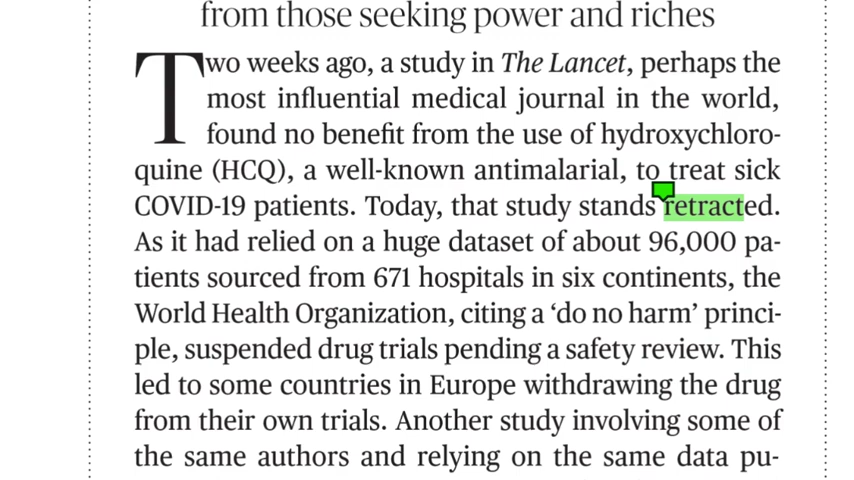 from those seeking power and riches
Two weeks ago, a study in The Lancet, perhaps the
most influential medical journal in the world,
found no benefit from the use of hydroxychloro-
quine (HCQ), a well-known antimalarial, to treat sick
COVID-19 patients. Today, that study stands retracted.
As it had relied on a huge dataset of about 96,000 pa-
tients sourced from 671 hospitals in six continents, the
World Health Organization, citing a ‘do no harm’ princi-
ple, suspended drug trials pending a safety review. This
led to some countries in Europe withdrawing the drug
from their own trials. Another study involving some of
the same authors and relying on the same data pu-